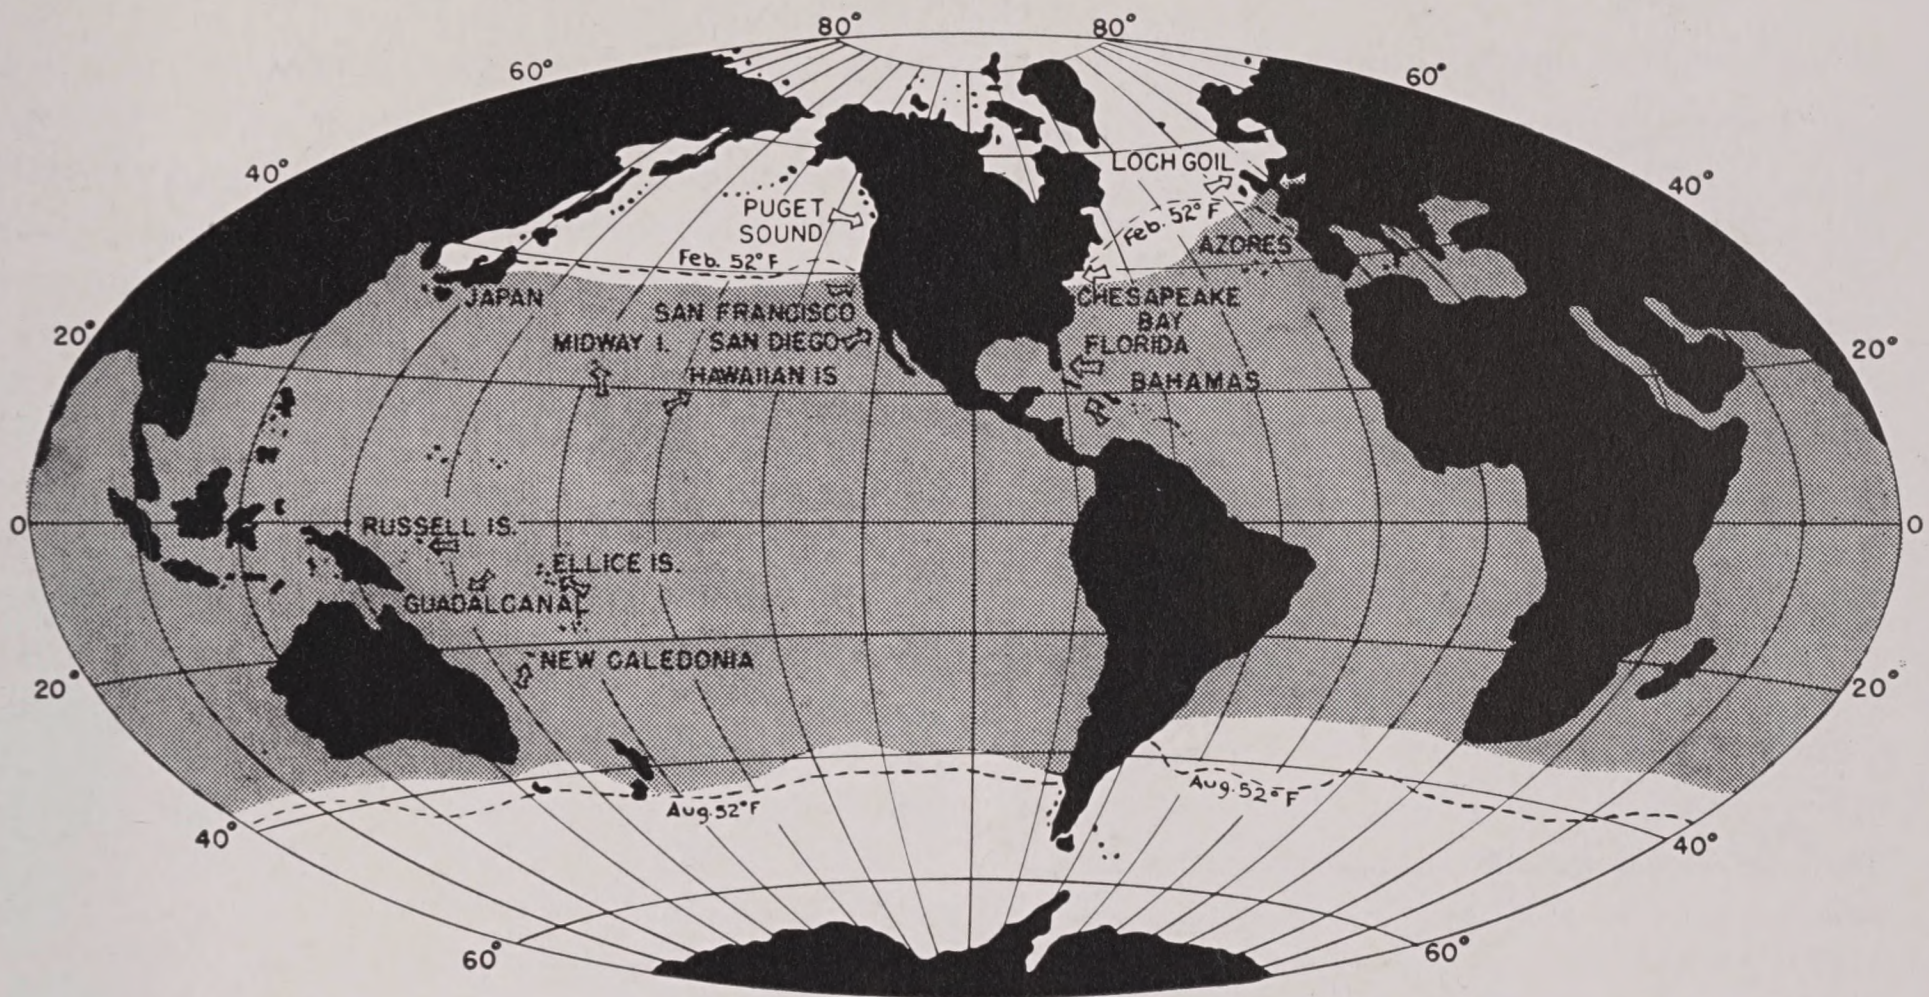 80° 80°
60° 60°
40° 40°
LOCH GOIL
PUGET
SOUND
Feb. 52°F
Feb. 52°F
AZORES
JAPAN
CHESAPEAKE
BAY
SAN FRANCISCO
MIDWAY I. SAN DIEGO
FLORIDA
20° 20°
HAWAIIAN IS
BAHAMAS
0 0
RUSSELL IS.
ELLICE IS.
GUADALCANAL
NEW CALEDONIA
20° 20°
Aug. 52°F
Aug. 52°F
40° 40°
60° 60°